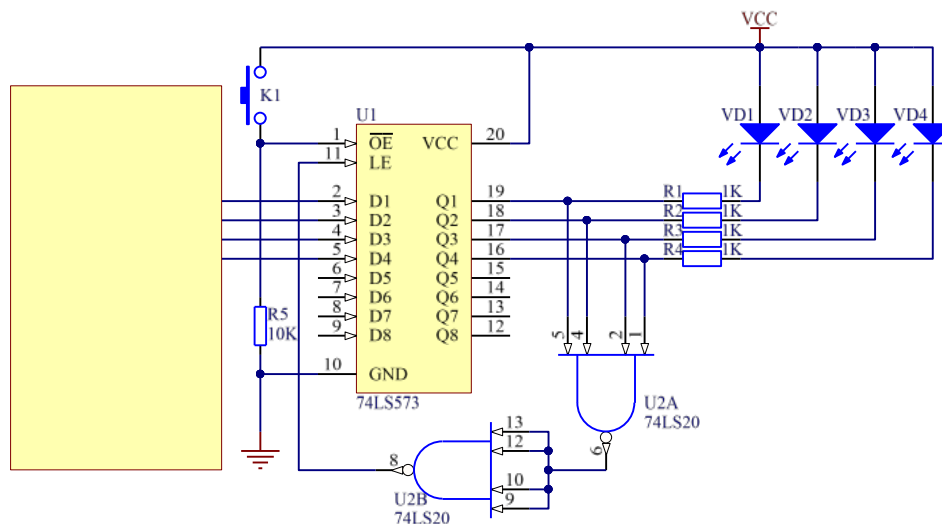 VCC
K1
U1
VD1
VD2
VD3
VD4
1
OE
VCC
20
11
LE
2
D1
Q1
19
R1
1K
3
D2
Q2
18
R2
1K
4
D3
Q3
17
R3
1K
5
D4
Q4
16
R4
1K
6
D5
Q5
15
7
D6
Q6
14
8
D7
Q7
13
9
D8
Q8
12
R5
10K
10
GND
74LS573
5
4
2
1
U2A
74LS20
6
13
12
10
9
8
U2B
74LS20